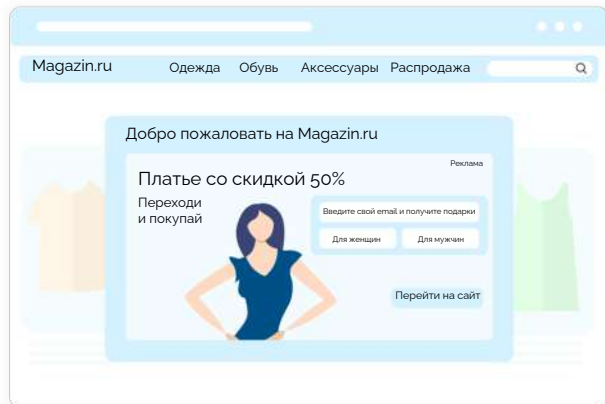 Magazin.ru Одежда Обувь Аксессуары Распродажа
Добро пожаловать на Magazin.ru
Реклама
Платье со скидкой 50%
Переходи
и покупай
Введите свой email и получите подарки
Для женщин Для мужчин
Перейти на сайт